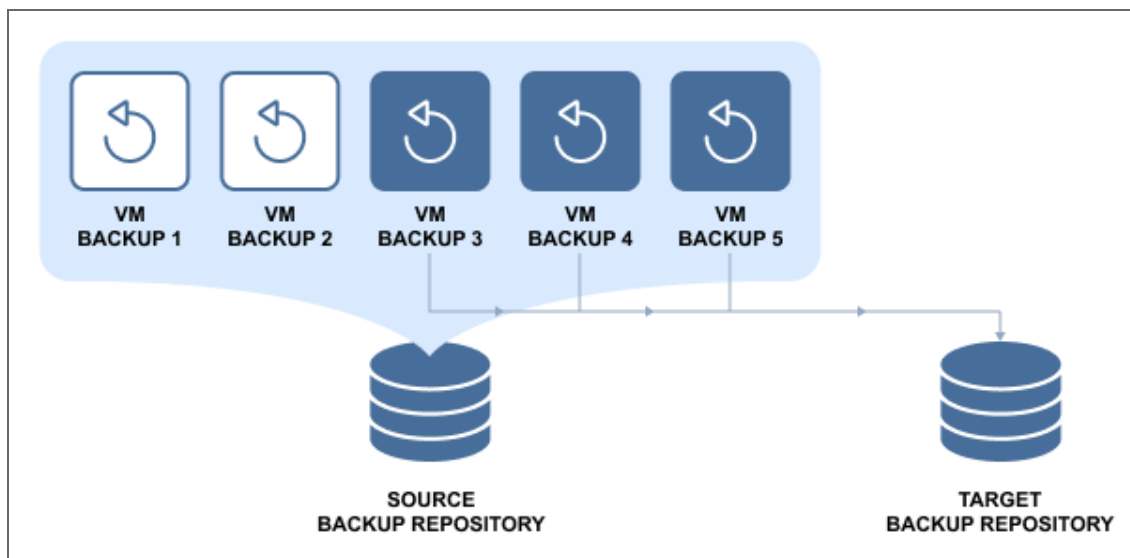 VM
BACKUP 1
VM
BACKUP 2
VM
BACKUP 3
VM
BACKUP 4
VM
BACKUP 5
SOURCE
BACKUP REPOSITORY
TARGET
BACKUP REPOSITORY